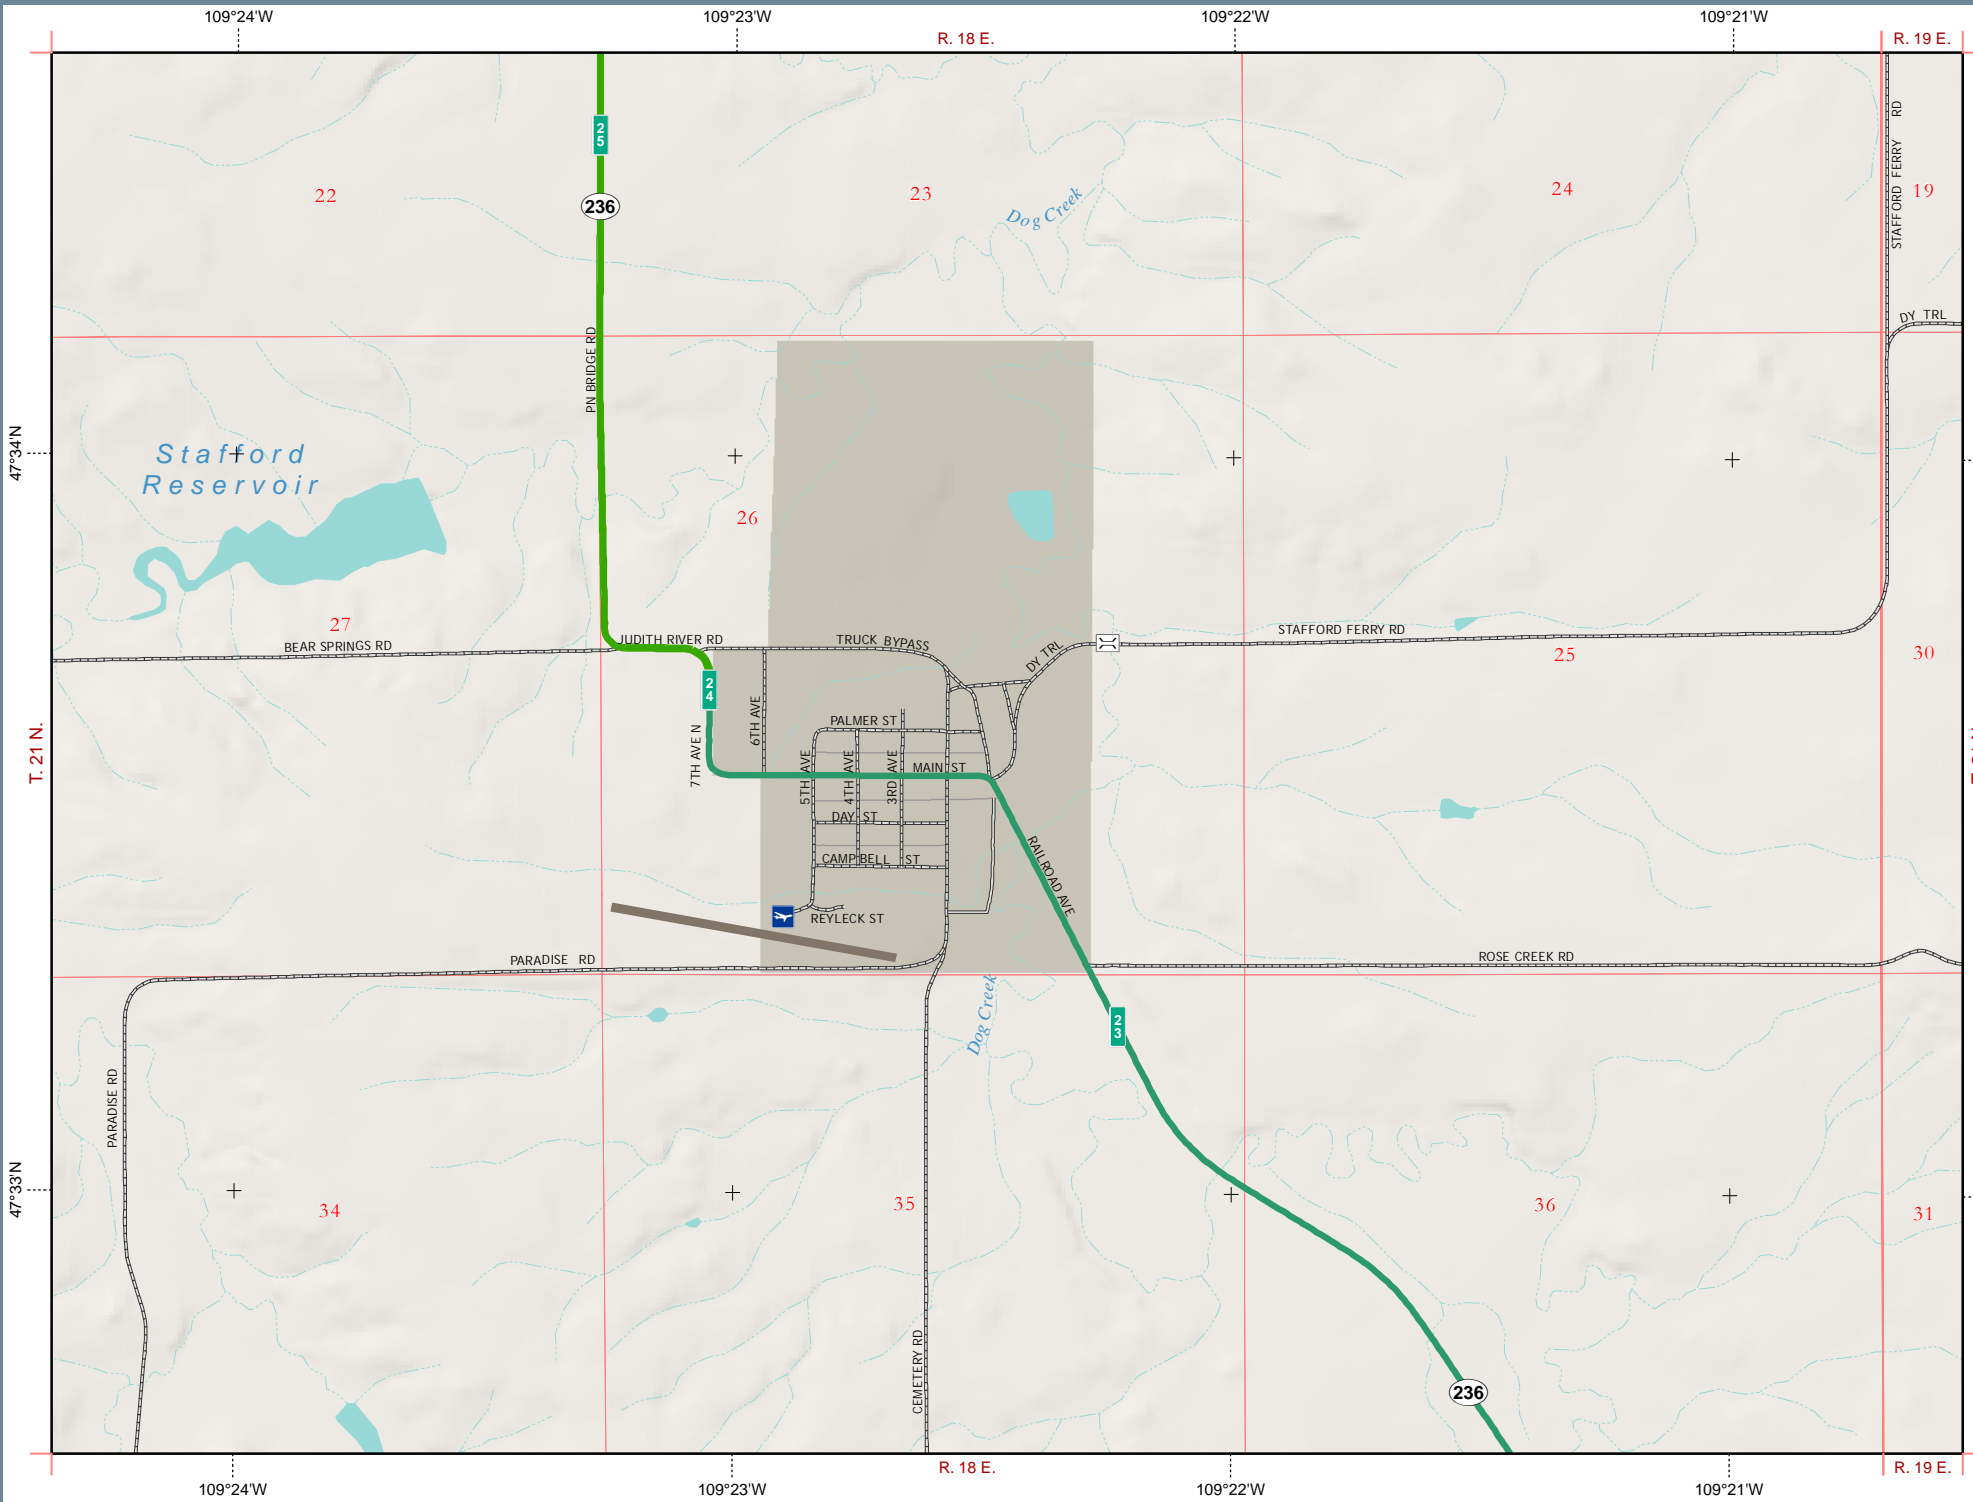 109°24'W
109°23'W
109°22'W
109°21'W
R. 18 E.
R. 19 E.
25
236
22
23
24
19
Dog Creek
STAFFORD FERRY RD
DY TRL
PN BRIDGE RD
47°34'N
Stafford
Reservoir
26
27
BEAR SPRINGS RD
JUDITH RIVER RD
TRUCK BYPASS
DY TRL
STAFFORD FERRY RD
25
30
24
T. 21 N.
7TH AVE N
6TH AVE
PALMER ST
5TH AVE
4TH AVE
3RD AVE
MAIN ST
DAY ST
CAMPBELL ST
RAILROAD AVE
REYLECK ST
PARADISE RD
ROSE CREEK RD
Dog Creek
23
PARADISE RD
47°33'N
34
35
36
31
CEMETERY RD
236
R. 18 E.
R. 19 E.
109°24'W
109°23'W
109°22'W
109°21'W